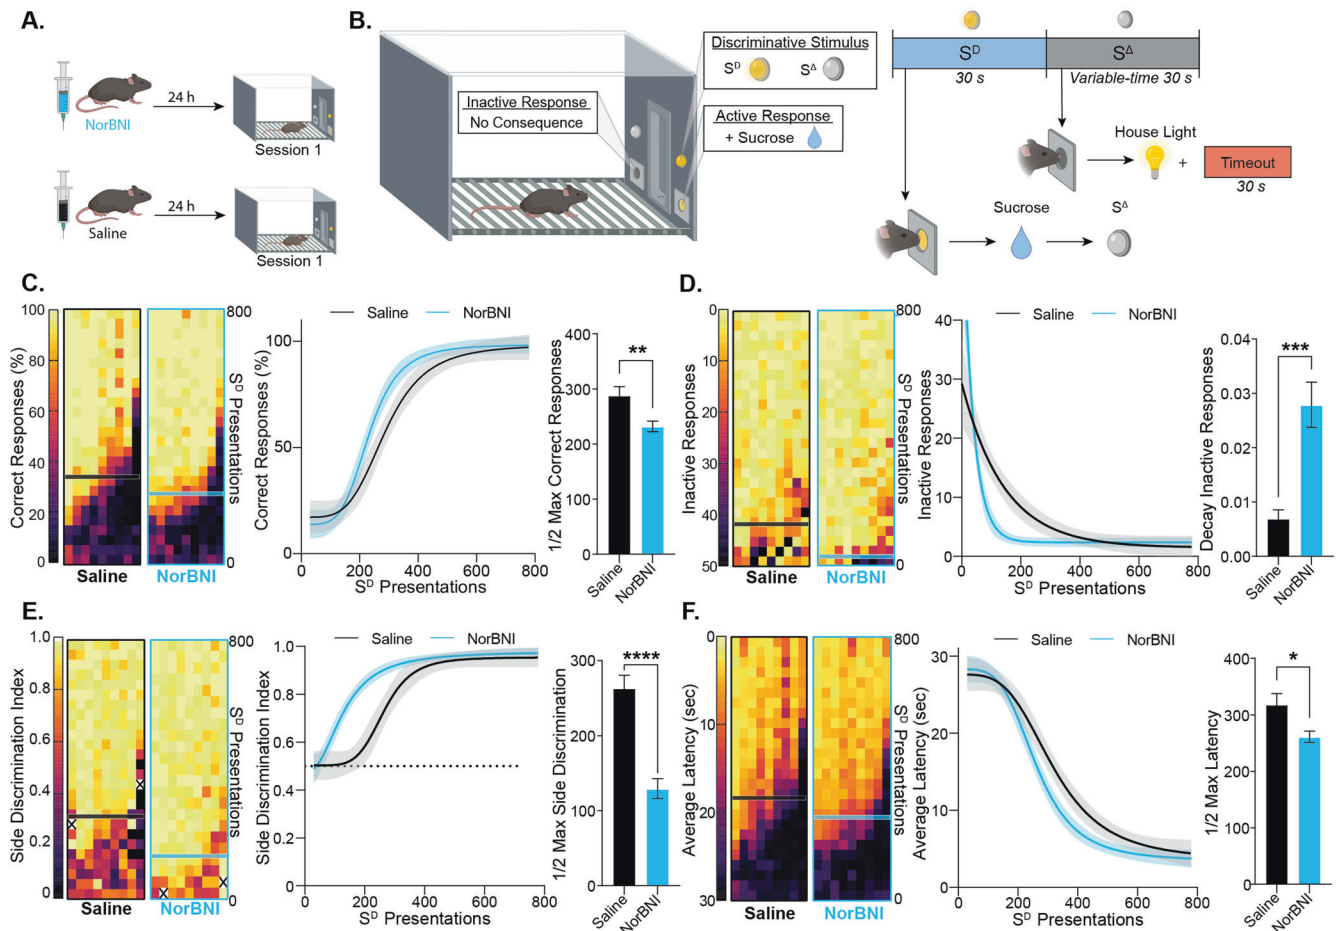 A.
NorBNI
24 h
Session 1
Saline
24 h
Session 1
B.
Inactive Response
No Consequence
Discriminative Stimulus
S^D
S^Δ
Active Response
+ Sucrose
S^D
S^Δ
30 s
Variable-time 30 s
House Light
+
Timeout
30 s
Sucrose
S^Δ
C.
Correct Responses (%)
100
80
60
40
20
0
Saline
NorBNI
800
S^D Presentations
0
Saline
NorBNI
Correct Responses (%)
100
50
0
0
200
400
600
800
S^D Presentations
1/2 Max Correct Responses
400
300
200
100
0
**
Saline
NorBNI
D.
Inactive Responses
0
10
20
30
40
50
Saline
NorBNI
800
S^D Presentations
0
Saline
NorBNI
Inactive Responses
40
30
20
10
0
0
200
400
600
800
S^D Presentations
Decay Inactive Responses
0.04
0.03
0.02
0.01
0.00
***
Saline
NorBNI
E.
Side Discrimination Index
1.0
0.8
0.6
0.4
0.2
0
X
X
X
X
Saline
NorBNI
800
S^D Presentations
0
Saline
NorBNI
Side Discrimination Index
1.0
0.8
0.6
0.4
0.2
0
0
200
400
600
800
S^D Presentations
1/2 Max Side Discrimination
300
200
100
0
****
Saline
NorBNI
F.
Average Latency (sec)
0
10
20
30
Saline
NorBNI
800
S^D Presentations
0
Saline
NorBNI
Average Latency (sec)
30
20
10
0
0
200
400
600
800
S^D Presentations
1/2 Max Latency
400
300
200
100
0
*
Saline
NorBNI